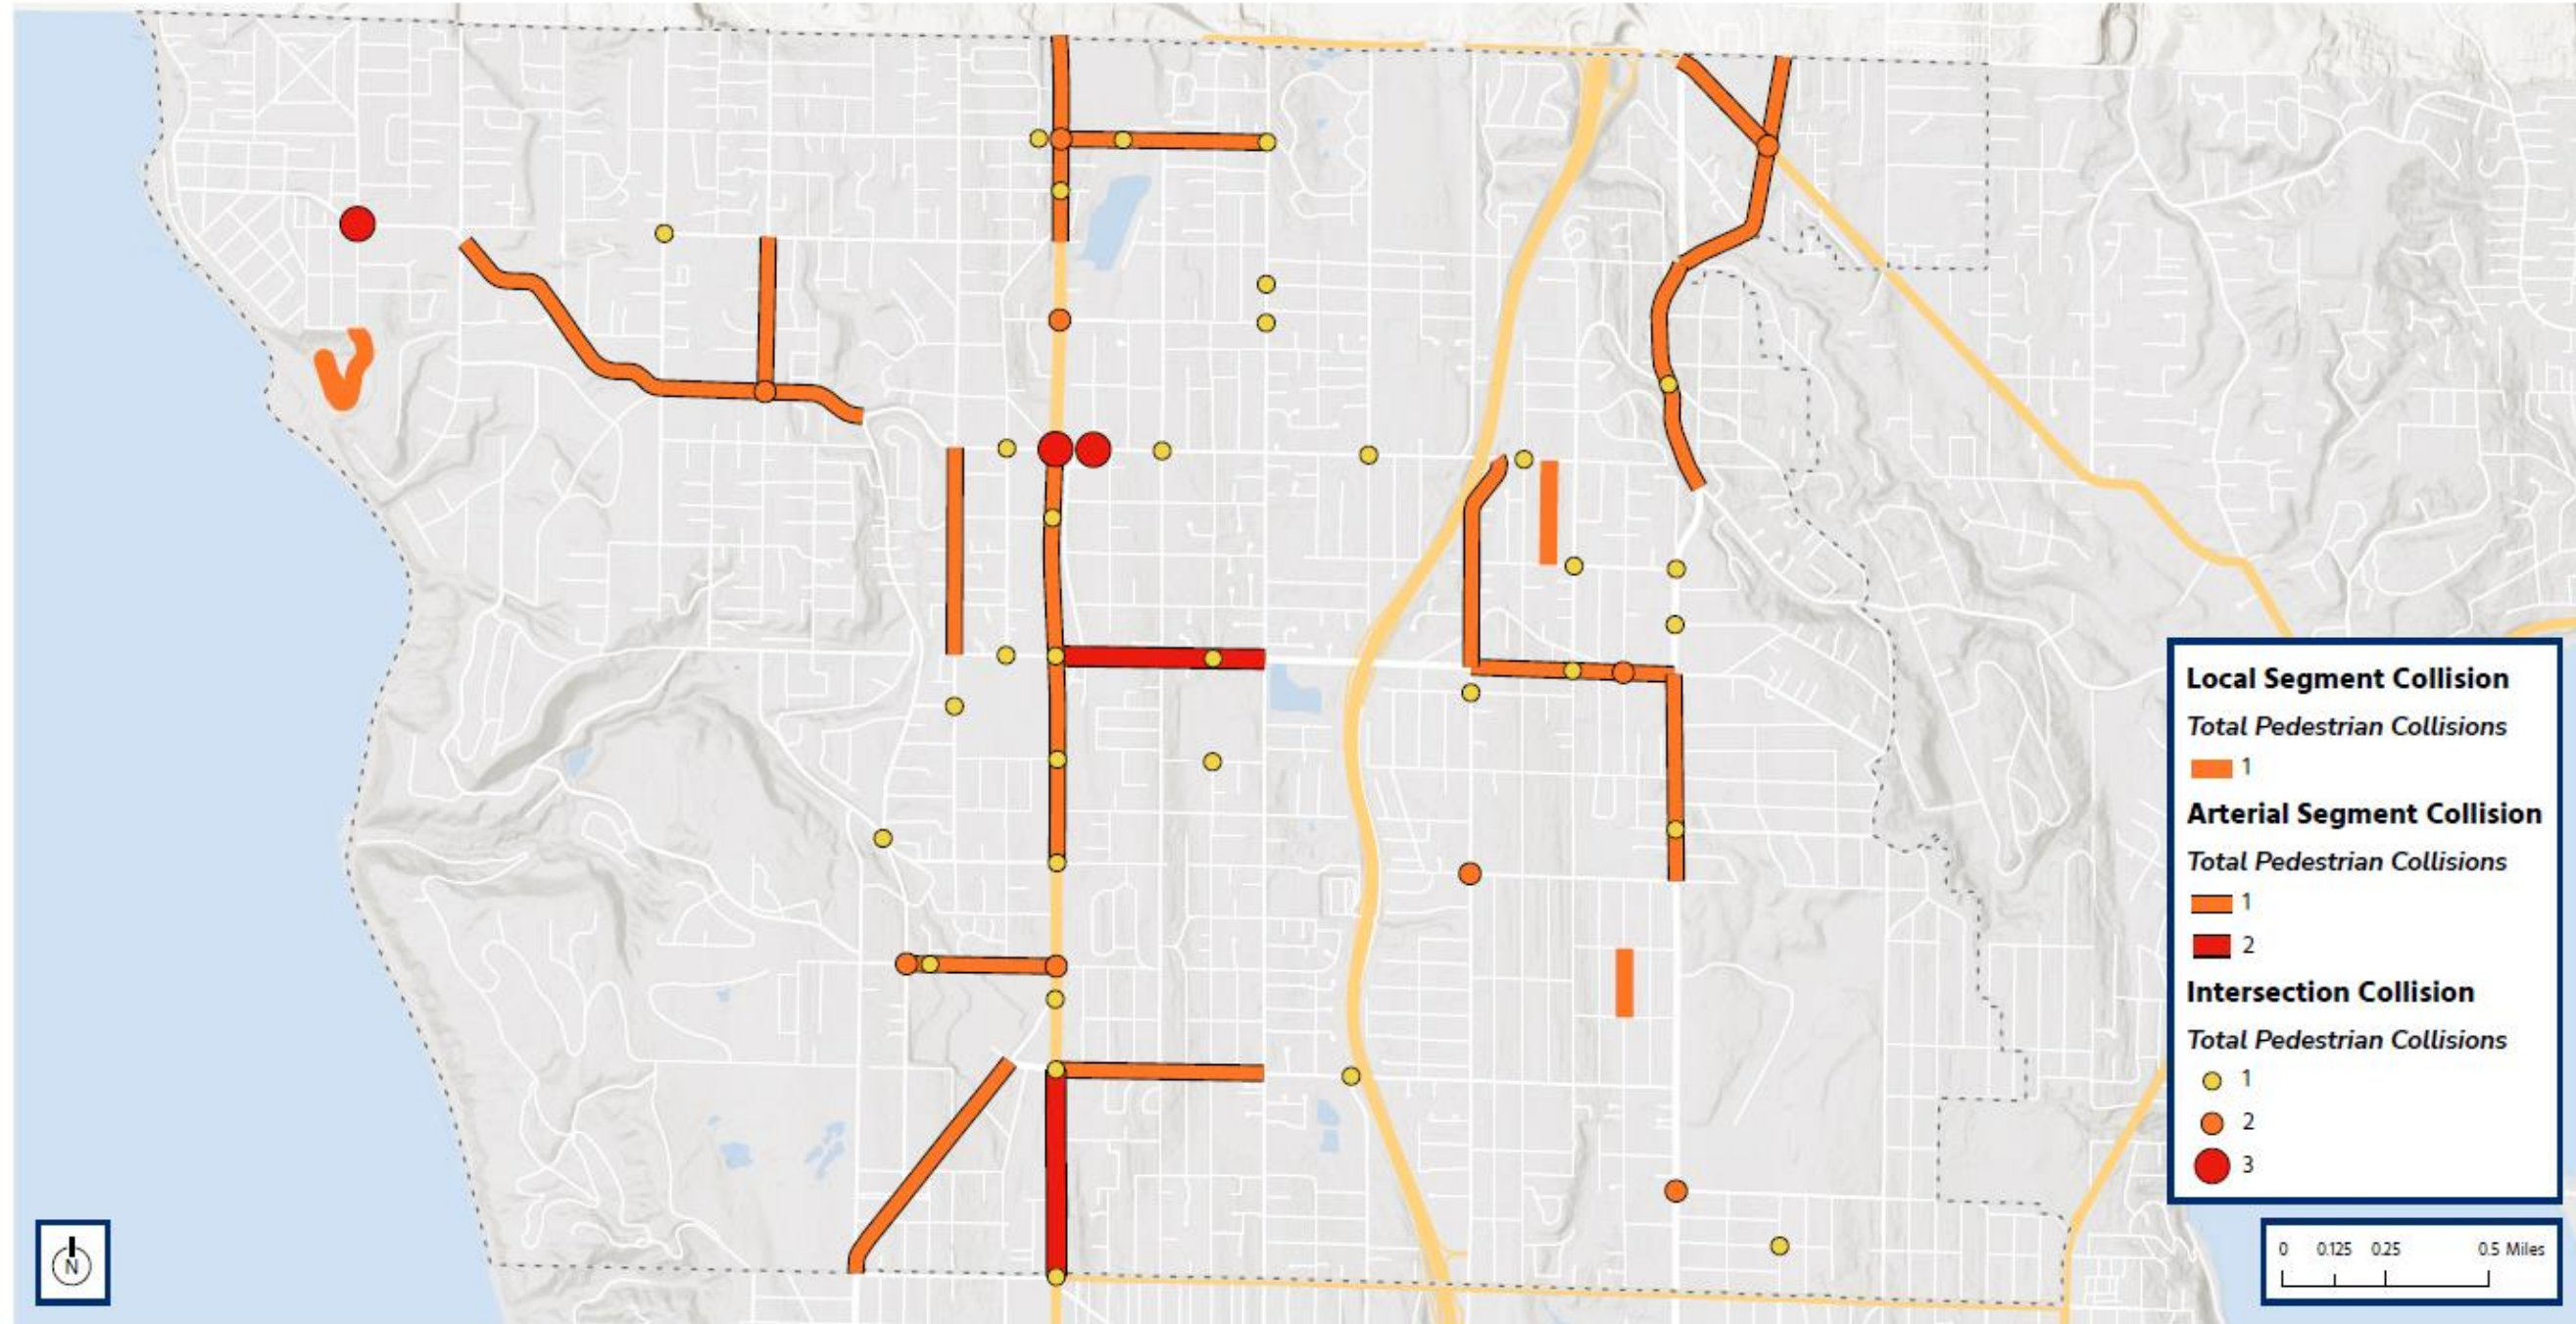 Local Segment Collision
Total Pedestrian Collisions
1
Arterial Segment Collision
Total Pedestrian Collisions
1
2
Intersection Collision
Total Pedestrian Collisions
1
2
3
N
0 0.125 0.25 0.5 Miles